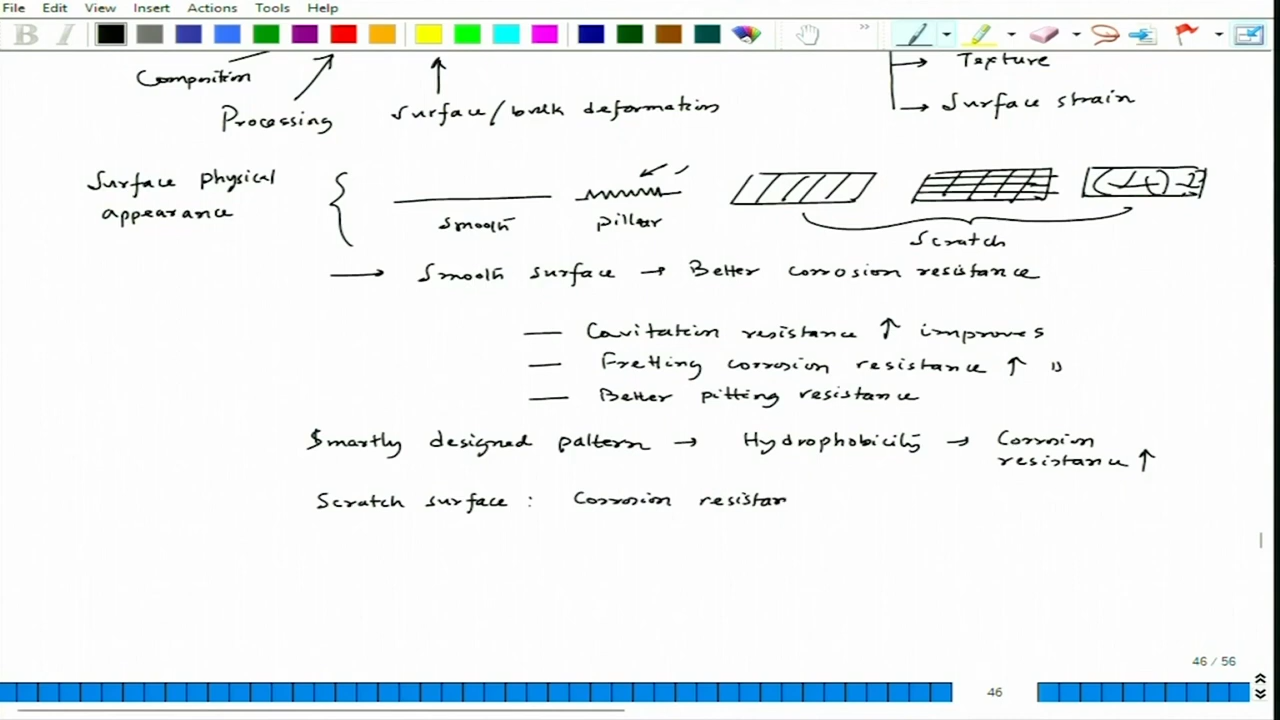 File Edit View Insert Actions Tools Help
B I
Composition
Processing
Surface/bulk deformation
Texture
Surface strain
Surface physical
appearance
Smooth
pillar
Scratch
Smooth surface → Better corrosion resistance
— Cavitation resistance ↑ improves
— Fretting corrosion resistance ↑ "
— Better pitting resistance
Smartly designed pattern → Hydrophobicity → Corrosion
resistance ↑
Scratch surface : Corrosion resistan
46 / 56
46